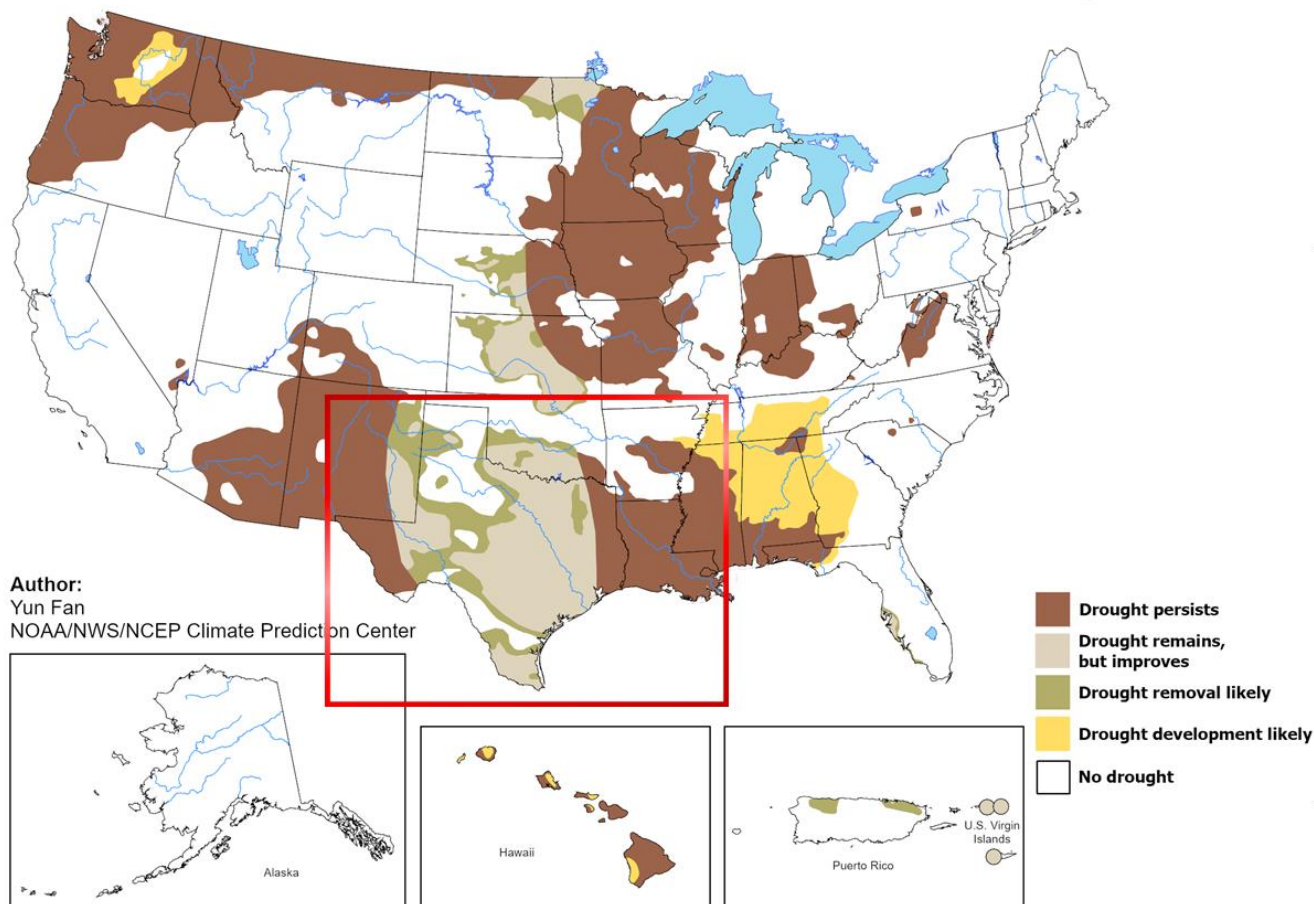 Author:
Yun Fan
NOAA/NWS/NCEP Climate Prediction Center
Drought persists
Drought remains,
but improves
Drought removal likely
Drought development likely
No drought
Alaska
Hawaii
Puerto Rico
U.S. Virgin
Islands